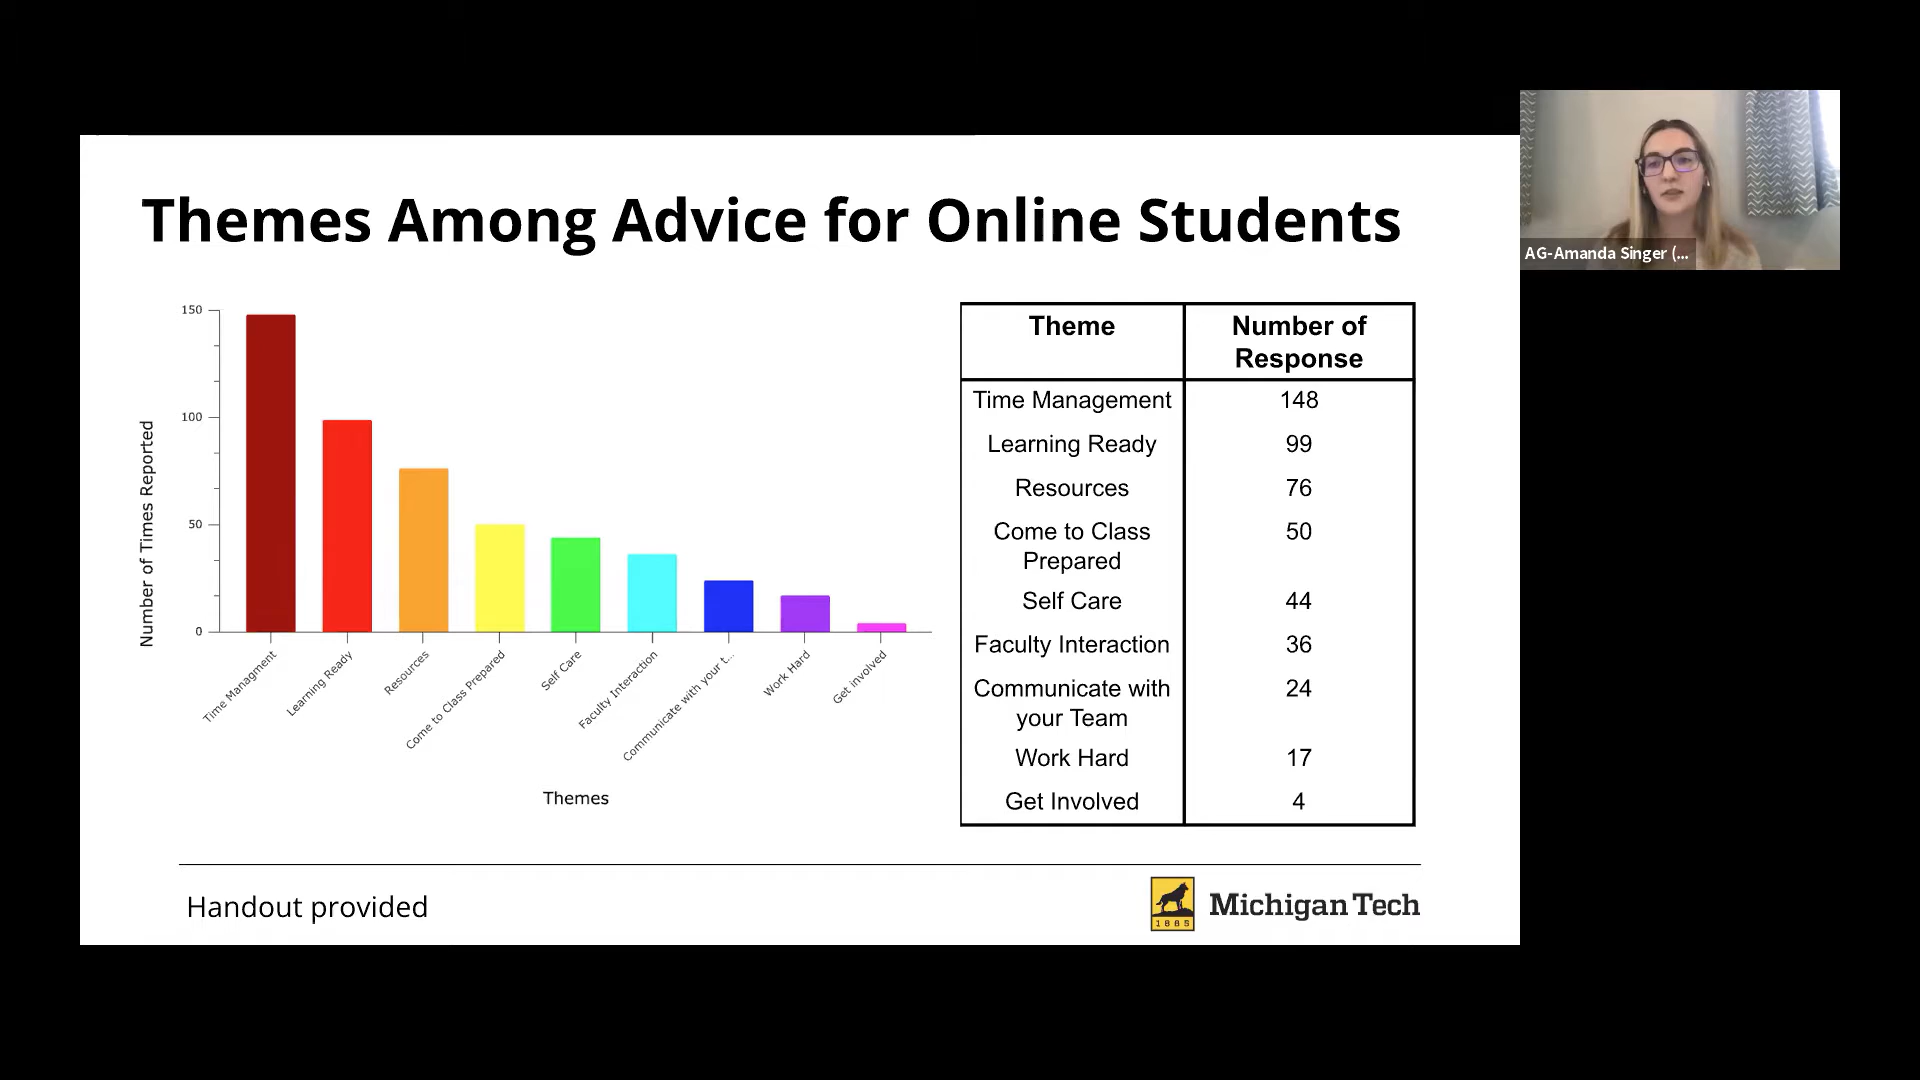 Themes Among Advice for Online Students
150
100
50
0
Number of Times Reported
Time Managment
Learning Ready
Resources
Come to Class Prepared
Self Care
Faculty Interaction
Communicate with your t...
Work Hard
Get involved
Themes
Theme
Number of
Response
Time Management
148
Learning Ready
99
Resources
76
Come to Class
Prepared
50
Self Care
44
Faculty Interaction
36
Communicate with
your Team
24
Work Hard
17
Get Involved
4
Handout provided
1885
Michigan Tech
AG-Amanda Singer (...